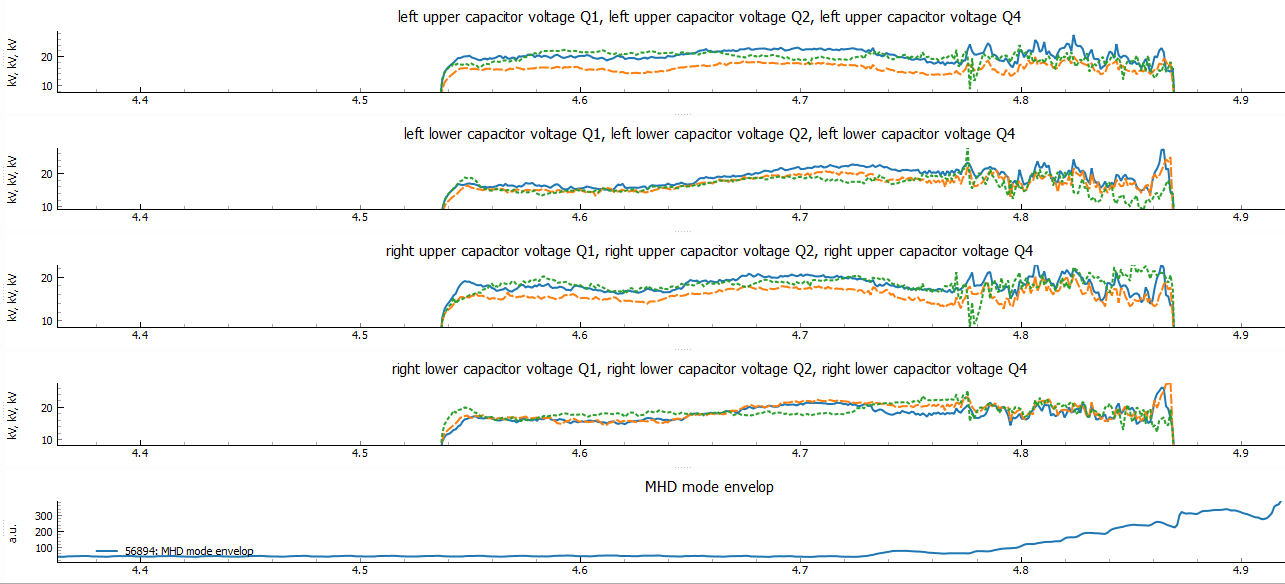 left upper capacitor voltage Q1, left upper capacitor voltage Q2, left upper capacitor voltage Q4
kV, kV, kV
20
10
4.4 4.5 4.6 4.7 4.8 4.9
left lower capacitor voltage Q1, left lower capacitor voltage Q2, left lower capacitor voltage Q4
kV, kV, kV
20
10
4.4 4.5 4.6 4.7 4.8 4.9
right upper capacitor voltage Q1, right upper capacitor voltage Q2, right upper capacitor voltage Q4
kV, kV, kV
20
10
4.4 4.5 4.6 4.7 4.8 4.9
right lower capacitor voltage Q1, right lower capacitor voltage Q2, right lower capacitor voltage Q4
kV, kV, kV
20
10
4.4 4.5 4.6 4.7 4.8 4.9
MHD mode envelop
a.u.
300
200
100
56894: MHD mode envelop
4.4 4.5 4.6 4.7 4.8 4.9